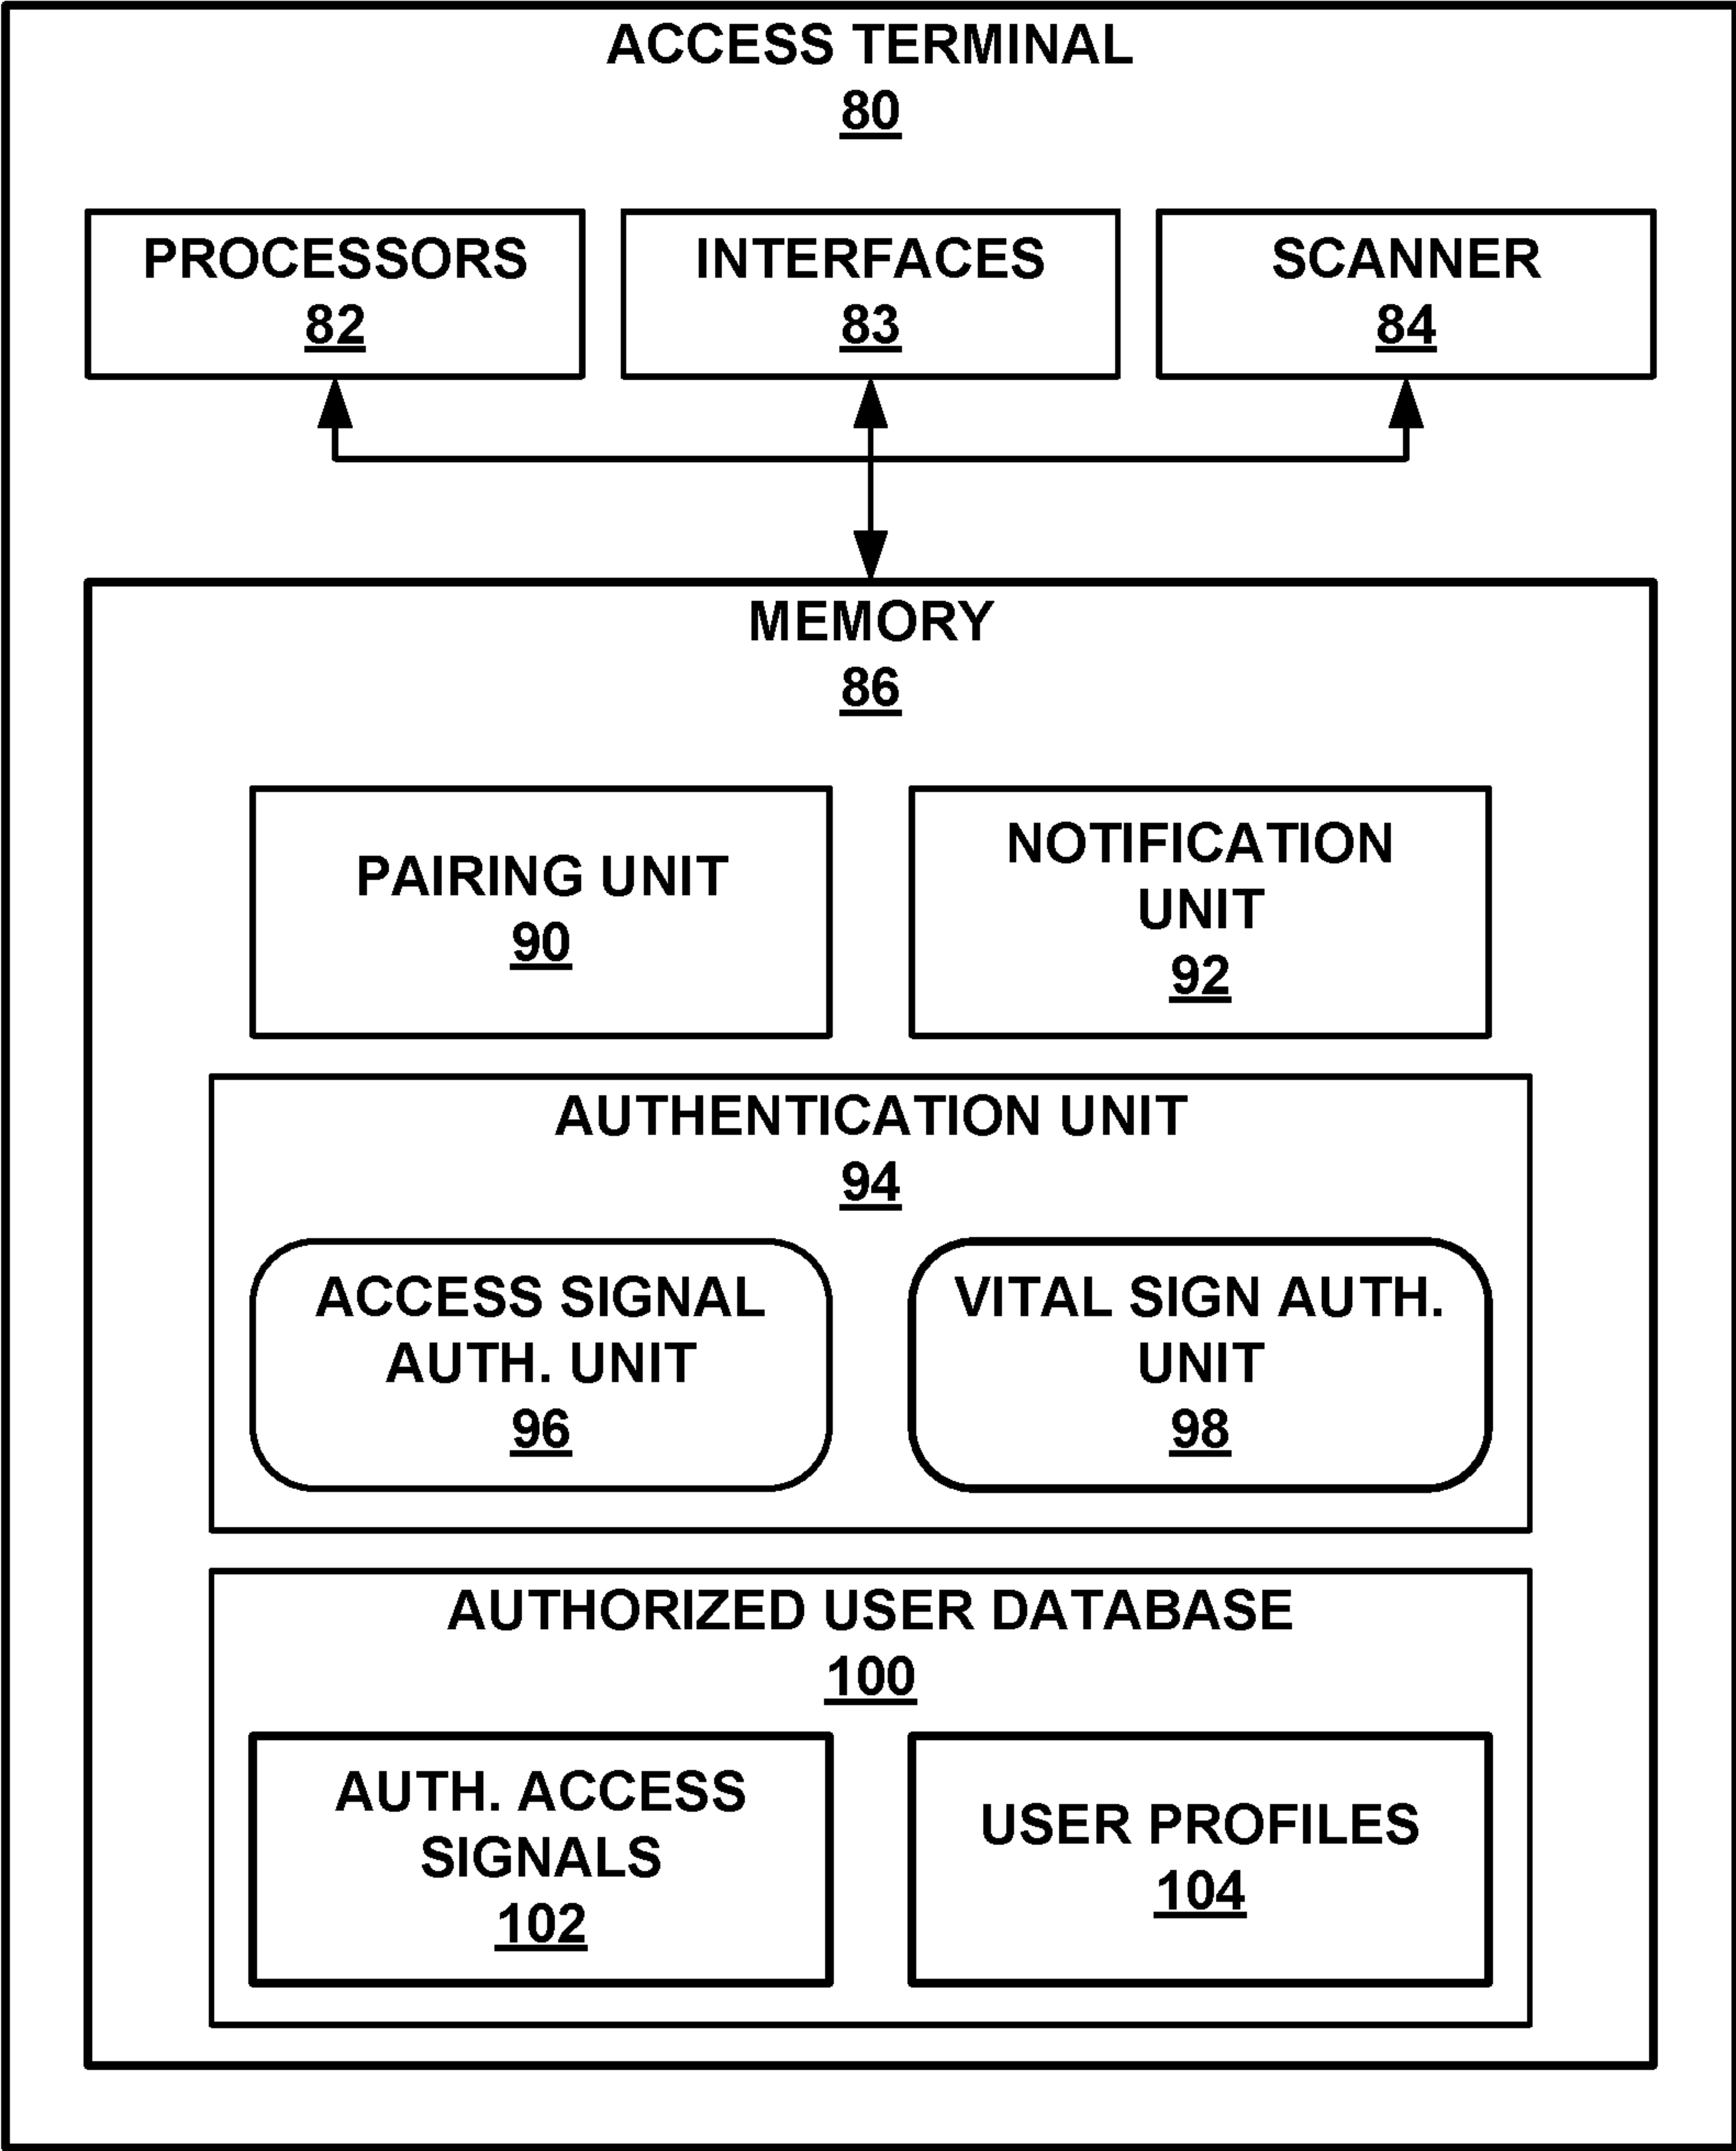 ACCESS TERMINAL
80
PROCESSORS
82
INTERFACES
83
SCANNER
84
MEMORY
86
PAIRING UNIT
90
NOTIFICATION
UNIT
92
AUTHENTICATION UNIT
94
ACCESS SIGNAL
AUTH. UNIT
96
VITAL SIGN AUTH.
UNIT
98
AUTHORIZED USER DATABASE
100
AUTH. ACCESS
SIGNALS
102
USER PROFILES
104